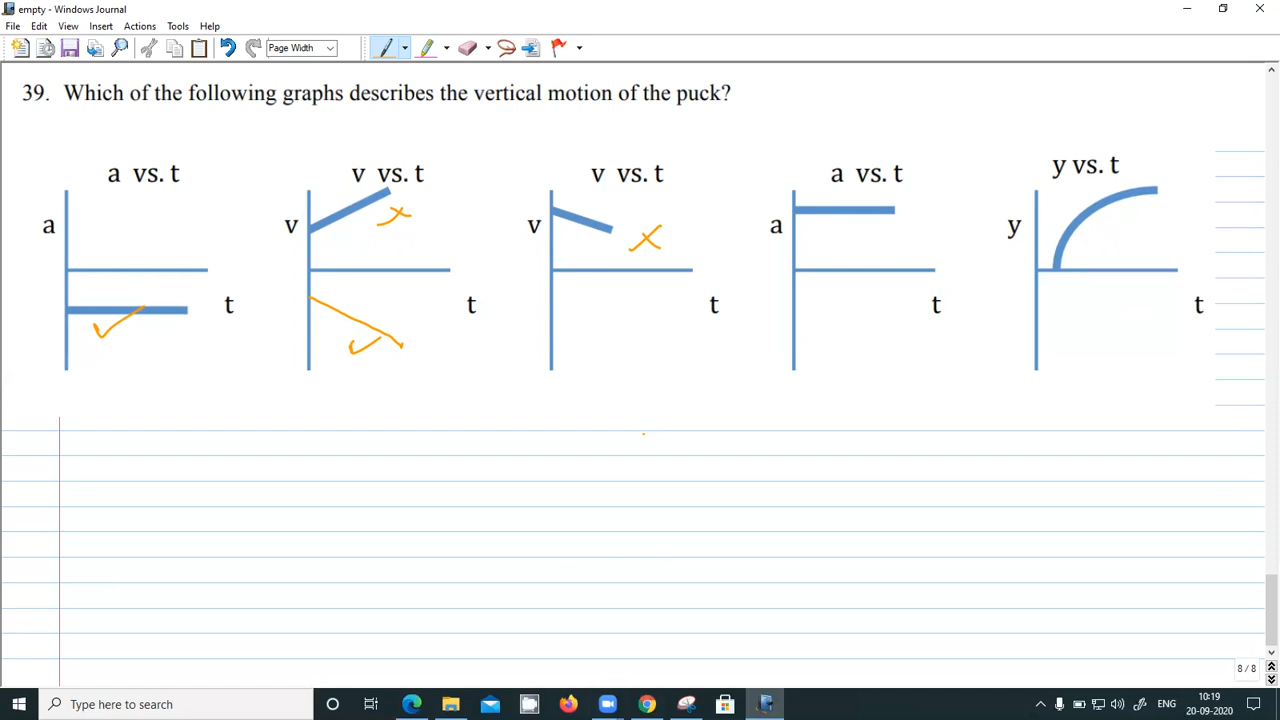 empty - Windows Journal
File Edit View Insert Actions Tools Help
Page Width
39. Which of the following graphs describes the vertical motion of the puck?
a vs. t
v vs. t
v vs. t
a vs. t
y vs. t
a
v
v
a
y
t
t
t
t
t
8 / 8
Type here to search
ENG
10:19
20-09-2020